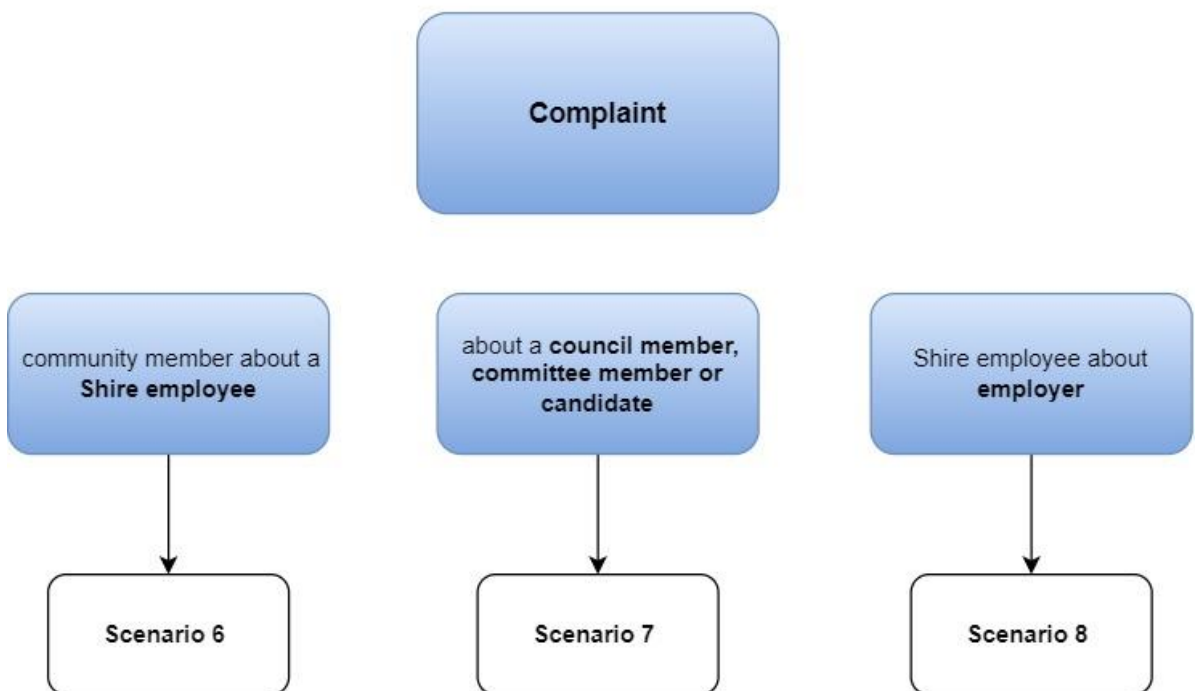 Complaint
community member about a
Shire employee
about a council member,
committee member or
candidate
Shire employee about
employer
Scenario 6
Scenario 7
Scenario 8